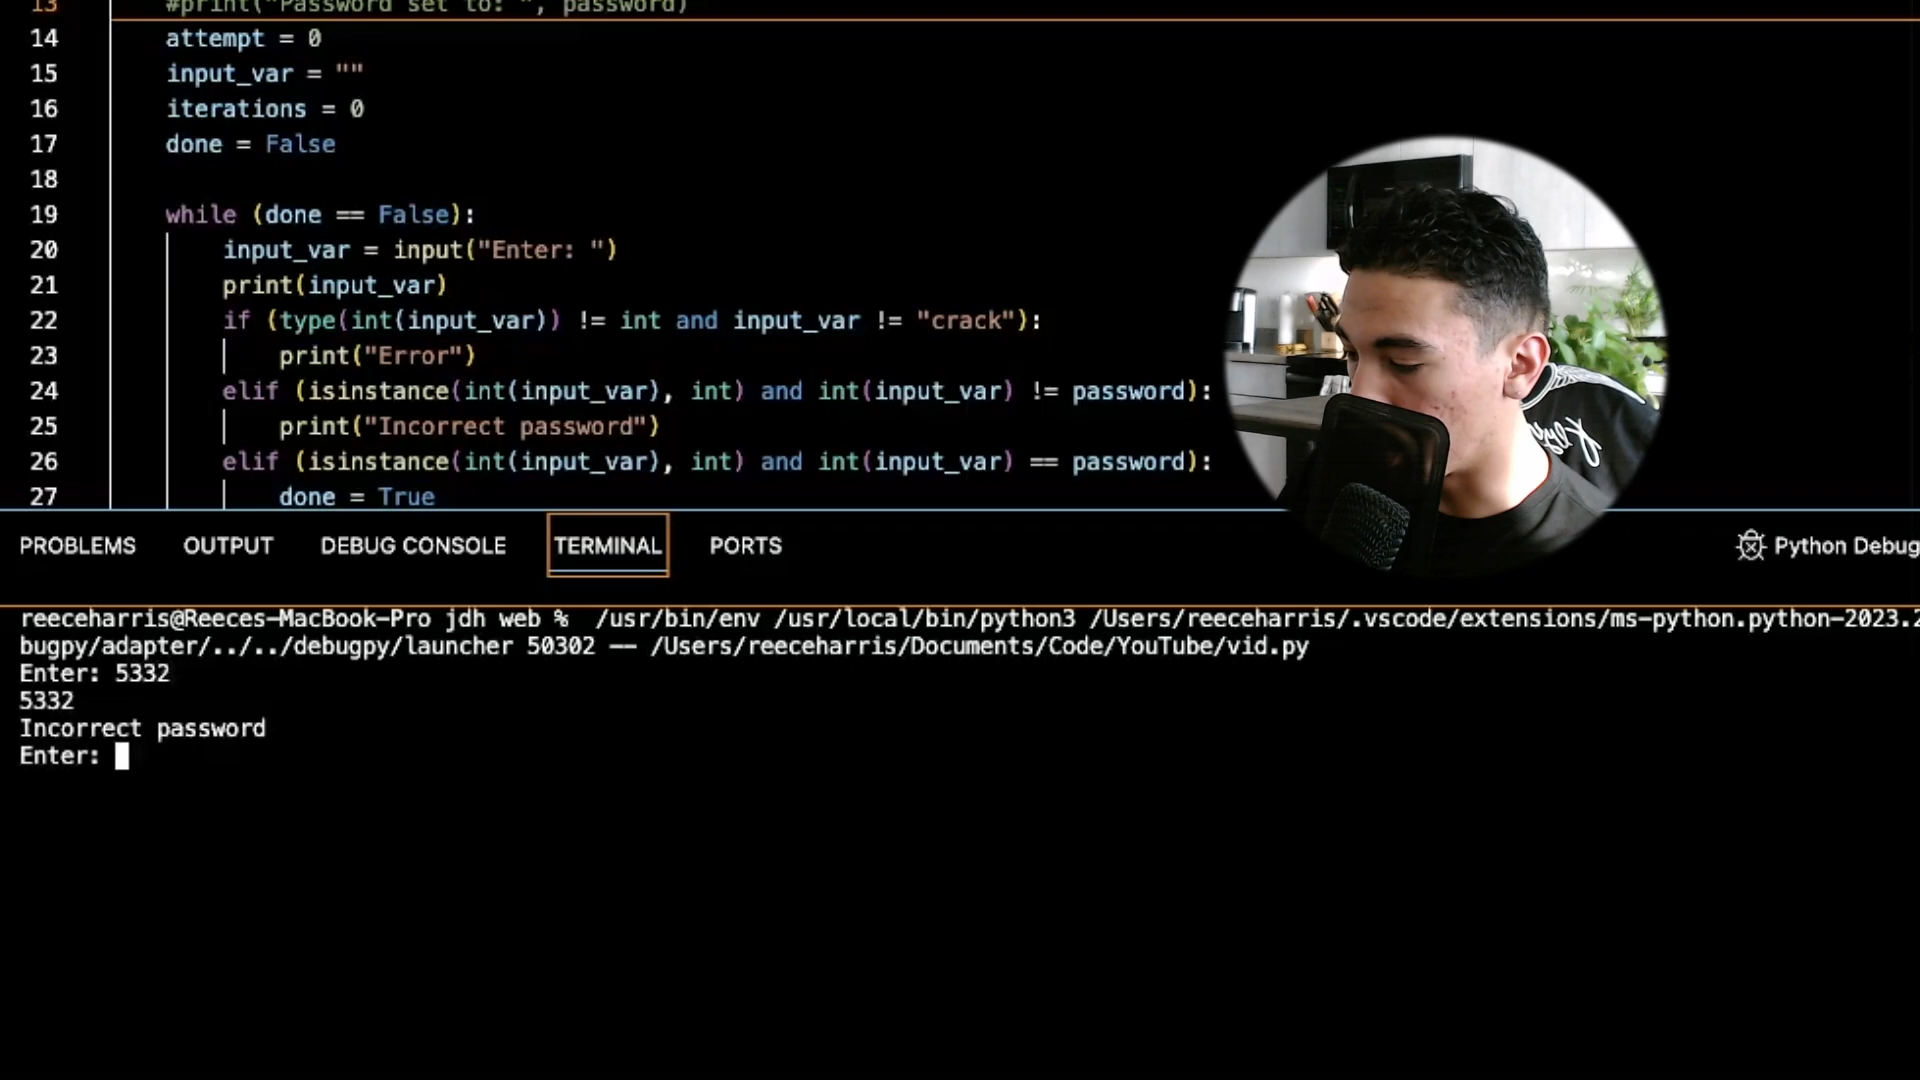 13 #print("Password set to: ", password)
14 attempt = 0
15 input_var = ""
16 iterations = 0
17 done = False
18
19 while (done == False):
20 input_var = input("Enter: ")
21 print(input_var)
22 if (type(int(input_var)) != int and input_var != "crack"):
23 print("Error")
24 elif (isinstance(int(input_var), int) and int(input_var) != password):
25 print("Incorrect password")
26 elif (isinstance(int(input_var), int) and int(input_var) == password):
27 done = True
PROBLEMS OUTPUT DEBUG CONSOLE TERMINAL PORTS Python Debug
reeceharris@Reeces-MacBook-Pro jdh web % /usr/bin/env /usr/local/bin/python3 /Users/reeceharris/.vscode/extensions/ms-python.python-2023.2
bugpy/adapter/../../debugpy/launcher 50302 -- /Users/reeceharris/Documents/Code/YouTube/vid.py
Enter: 5332
5332
Incorrect password
Enter: